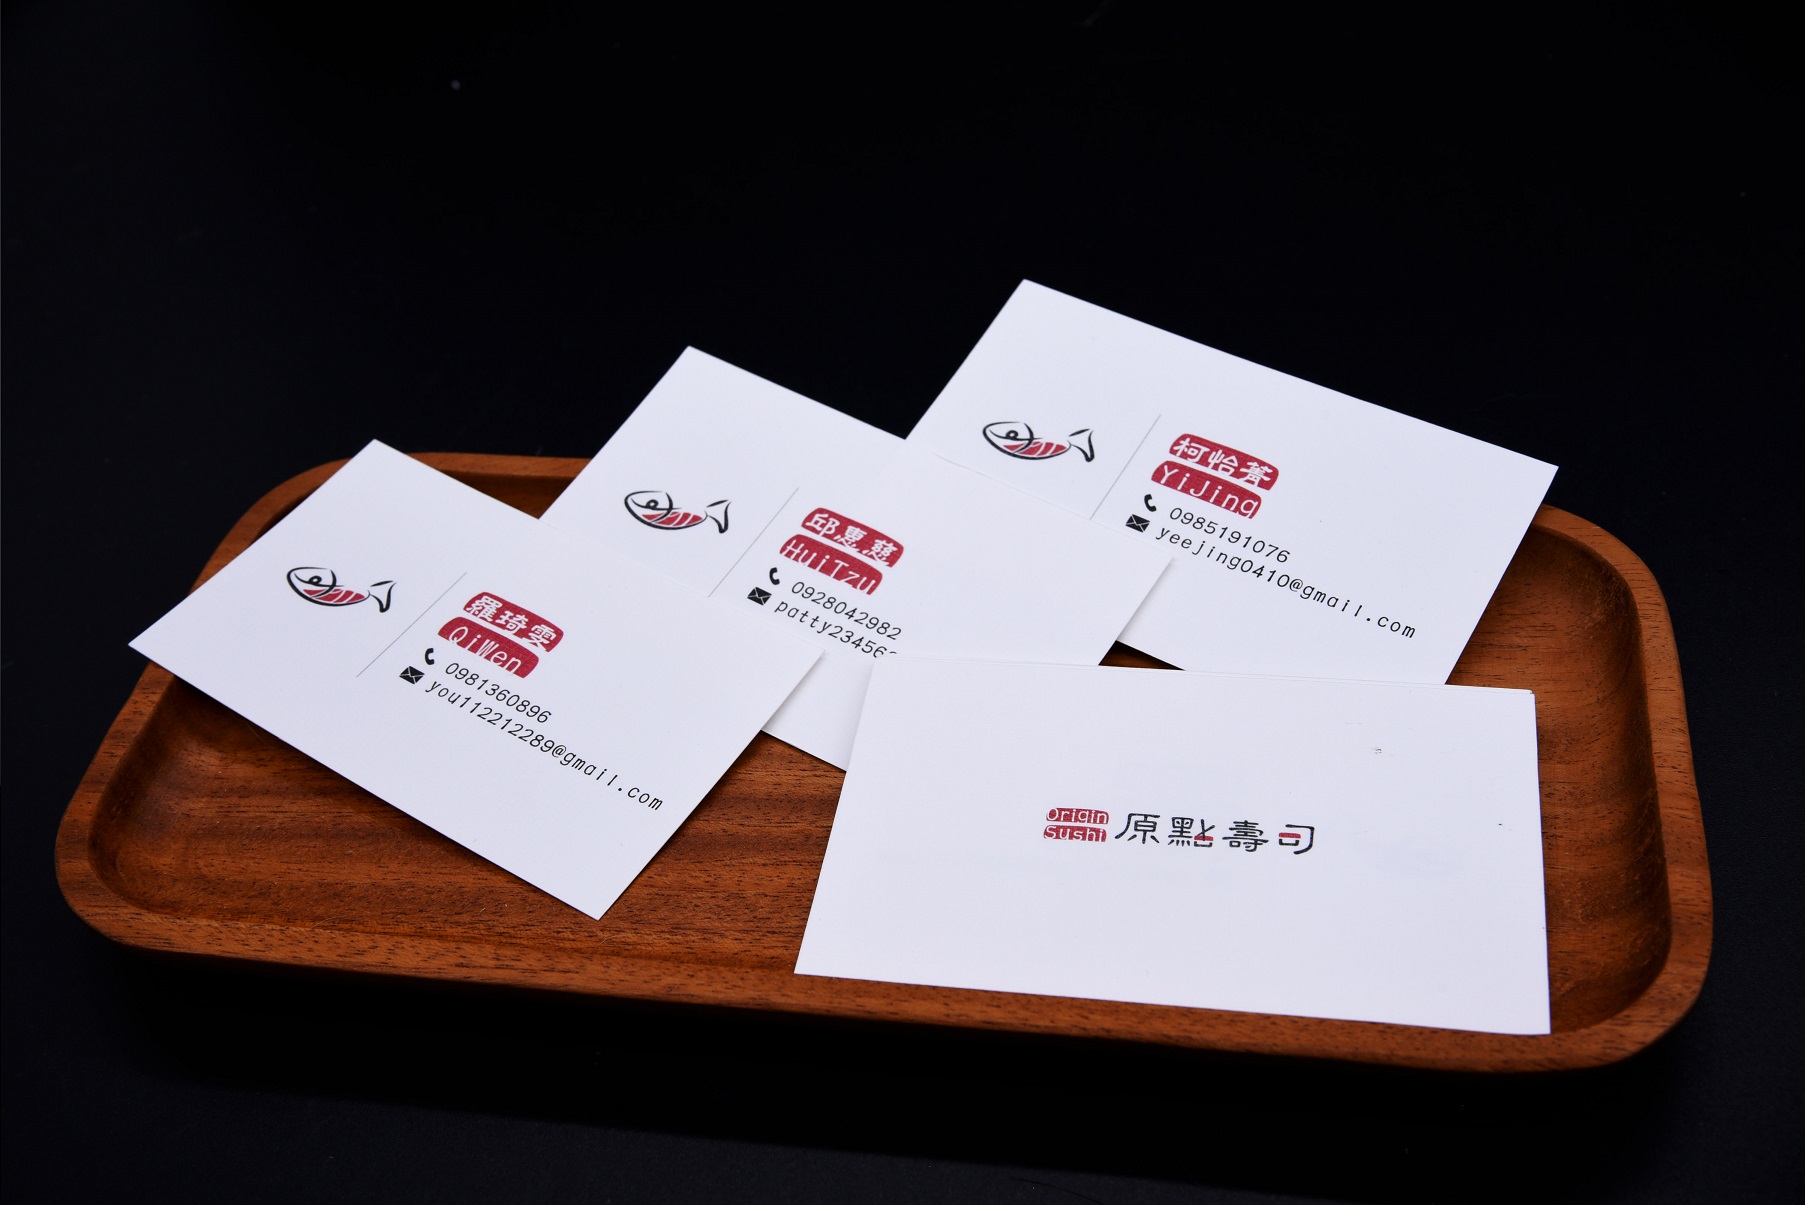 柯怡菁
YiJing
0985191076
yeejing0410@gmail.com
邱惠慈
HuiTzu
0928042982
patty23456
羅琦雯
QiWen
0981360896
you112212289@gmail.com
Origin
Sushi
原點壽司